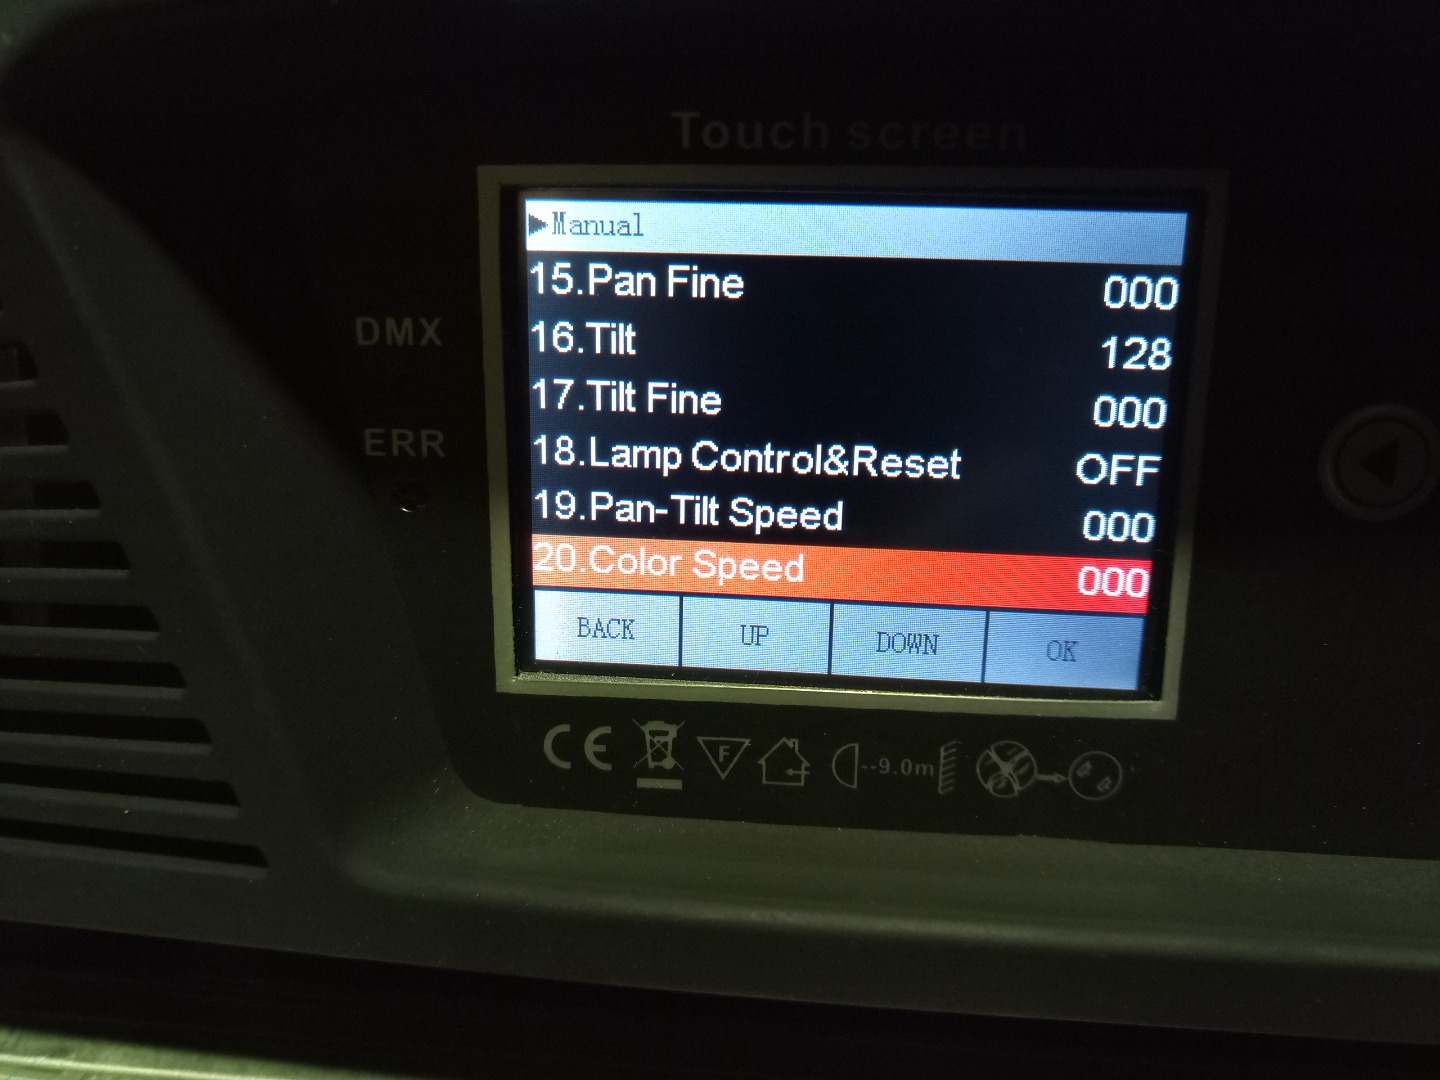 Touch screen
▶Manual
15.Pan Fine 000
16.Tilt 128
17.Tilt Fine 000
18.Lamp Control&Reset OFF
19.Pan-Tilt Speed 000
20.Color Speed 000
BACK UP DOWN OK
DMX
ERR
CE F --9.0m